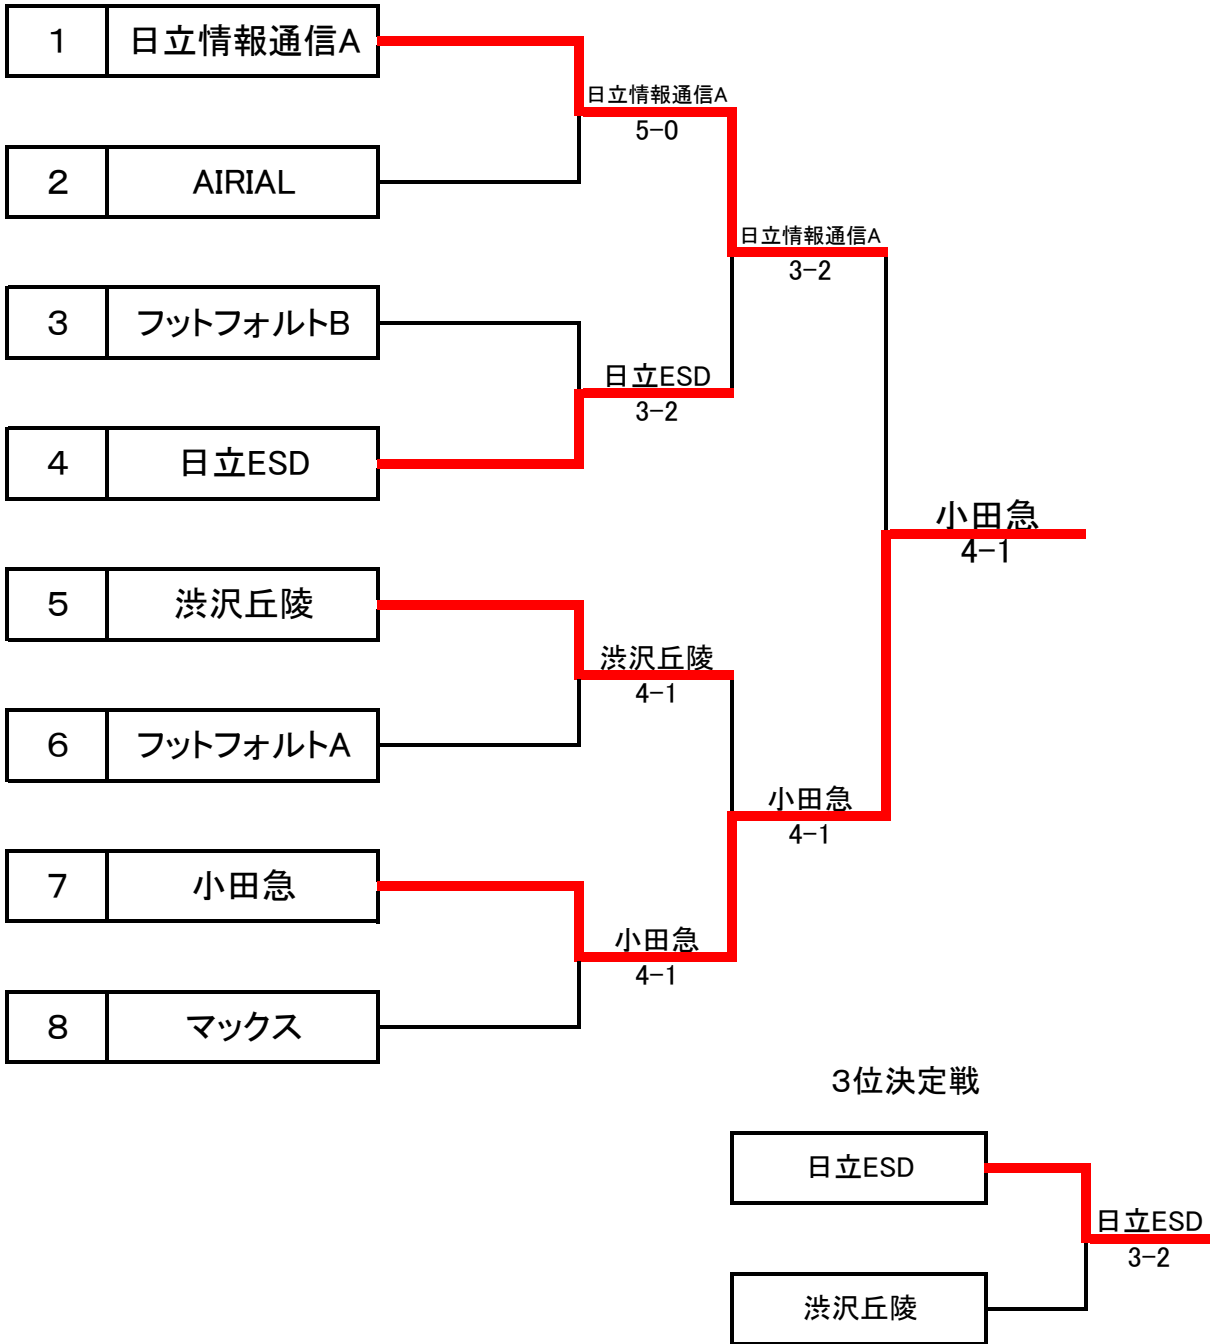 1 日立情報通信A
日立情報通信A
5-0
2 AIRIAL
日立情報通信A
3-2
3 フットフォルトB
日立ESD
3-2
4 日立ESD
小田急
4-1
5 渋沢丘陵
渋沢丘陵
4-1
6 フットフォルトA
小田急
4-1
7 小田急
小田急
4-1
8 マックス
3位決定戦
日立ESD
日立ESD
3-2
渋沢丘陵